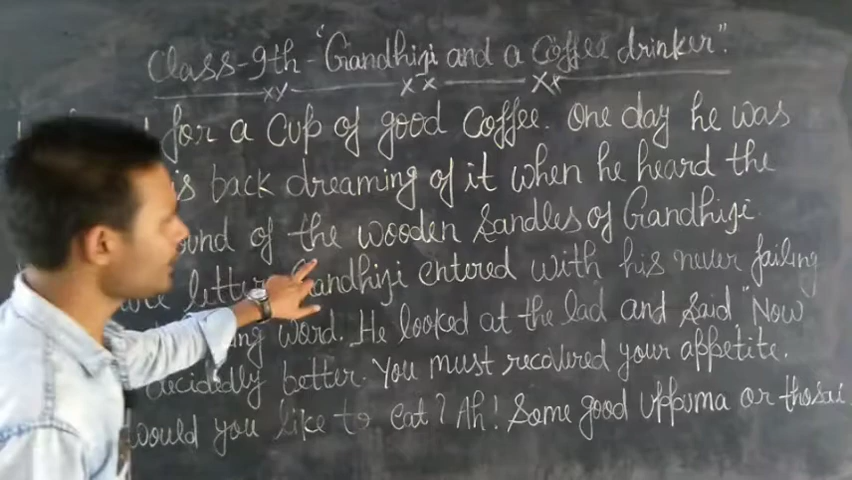 Class-9th - "Gandhiji and a Coffee drinker".
for a cup of good coffee. One day he was
back dreaming of it when he heard the
of the wooden sandles of Gandhiji.
letter Gandhiji entered with his never failing
word. He looked at the lad and said, "Now
decidedly better. You must recovered your appetite.
would you like to eat? Ah! Some good uppuma or thosai